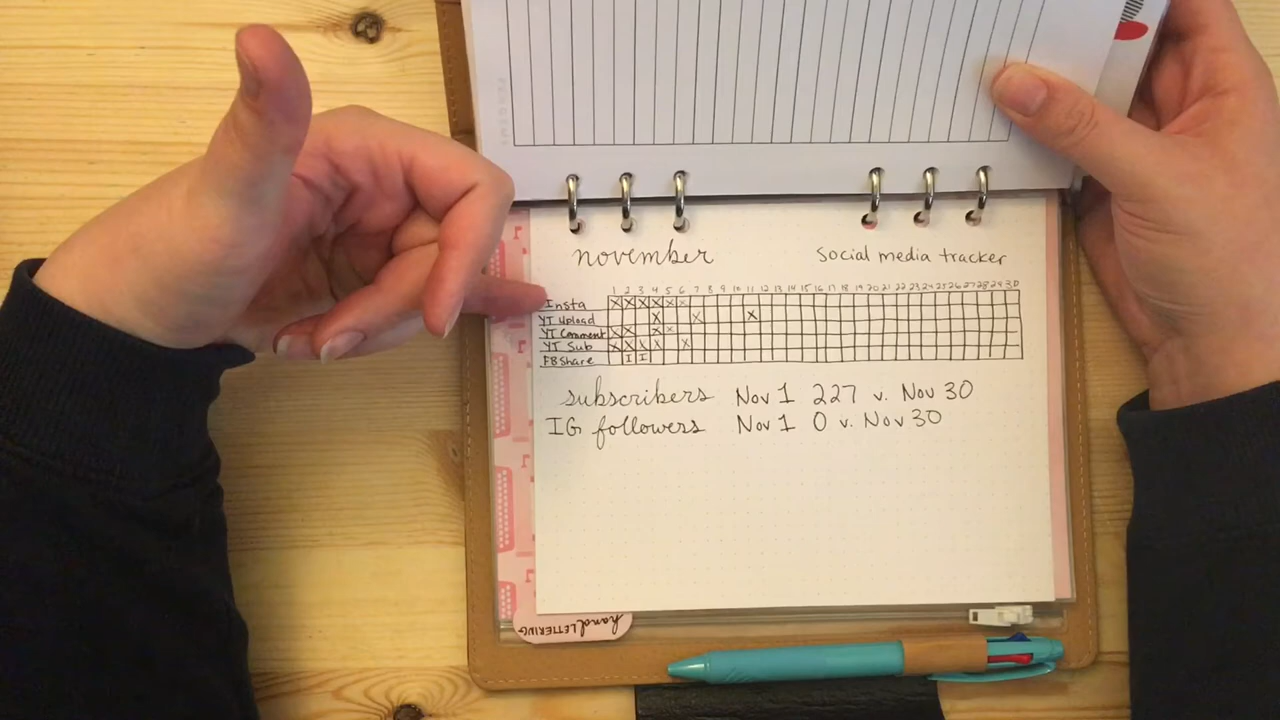 november
Social media tracker
1 2 3 4 5 6 7 8 9 10 11 12 13 14 15 16 17 18 19 20 21 22 23 24 25 26 27 28 29 30
Insta X X X X X X
YT Upload X X X
YT Comment X X X X
YT Sub X X X X X
FB Share I I
subscribers Nov 1 227 v. Nov 30
IG followers Nov 1 0 v. Nov 30
hand LETTERING